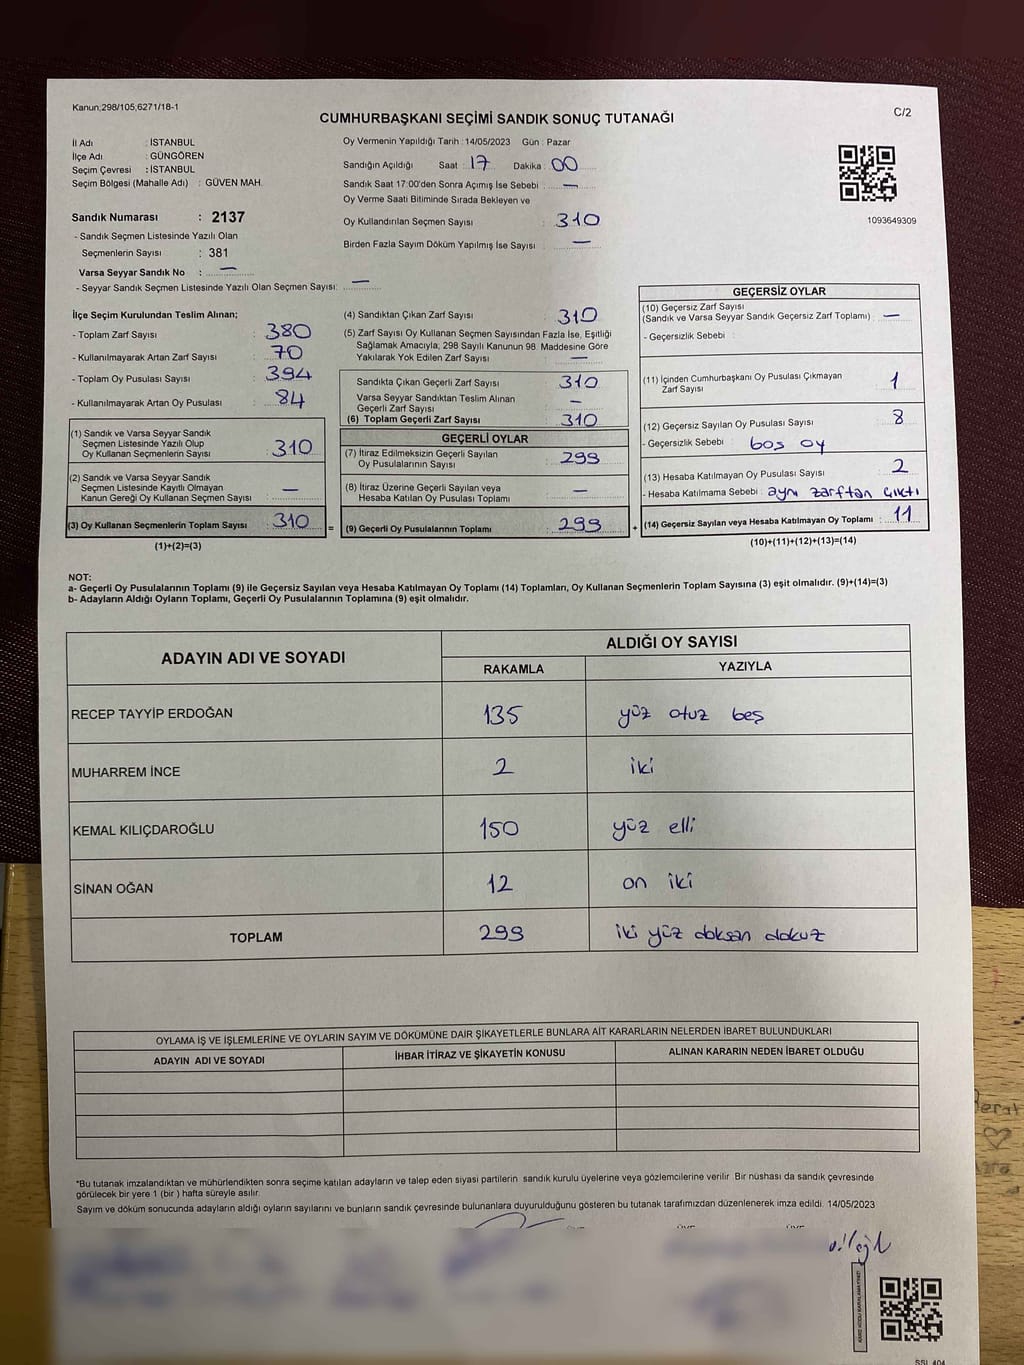 Kanun,298/105,6271/18-1
C/2
CUMHURBAŞKANI SEÇİMİ SANDIK SONUÇ TUTANAĞI
İl Adı : İSTANBUL
İlçe Adı : GÜNGÖREN
Seçim Çevresi : İSTANBUL
Seçim Bölgesi (Mahalle Adı) : GÜVEN MAH.
Sandık Numarası : 2137
- Sandık Seçmen Listesinde Yazılı Olan
Seçmenlerin Sayısı : 381
Varsa Seyyar Sandık No : —
- Seyyar Sandık Seçmen Listesinde Yazılı Olan Seçmen Sayısı: —
Oy Vermenin Yapıldığı Tarih : 14/05/2023 Gün : Pazar
Sandığın Açıldığı Saat : 17 Dakika : 00
Sandık Saat 17:00'den Sonra Açımış İse Sebebi : —
Oy Verme Saati Bitiminde Sırada Bekleyen ve
Oy Kullandırılan Seçmen Sayısı : 310
Birden Fazla Sayım Döküm Yapılmış İse Sayısı : —
1093649309
İlçe Seçim Kurulundan Teslim Alınan;
- Toplam Zarf Sayısı : 380
- Kullanılmayarak Artan Zarf Sayısı : 70
- Toplam Oy Pusulası Sayısı : 394
- Kullanılmayarak Artan Oy Pusulası : 84
(1) Sandık ve Varsa Seyyar Sandık
Seçmen Listesinde Yazılı Olup
Oy Kullanan Seçmenlerin Sayısı : 310
(2) Sandık ve Varsa Seyyar Sandık
Seçmen Listesinde Kayıtlı Olmayan
Kanun Gereği Oy Kullanan Seçmen Sayısı : —
(3) Oy Kullanan Seçmenlerin Toplam Sayısı : 310 =
(1)+(2)=(3)
(4) Sandıktan Çıkan Zarf Sayısı : 310
(5) Zarf Sayısı Oy Kullanan Seçmen Sayısından Fazla İse, Eşitliği
Sağlamak Amacıyla, 298 Sayılı Kanunun 98. Maddesine Göre
Yakılarak Yok Edilen Zarf Sayısı : —
Sandıkta Çıkan Geçerli Zarf Sayısı : 310
Varsa Seyyar Sandıktan Teslim Alınan
Geçerli Zarf Sayısı : —
(6) Toplam Geçerli Zarf Sayısı : 310
GEÇERLİ OYLAR
(7) İtiraz Edilmeksizin Geçerli Sayılan
Oy Pusulalarının Sayısı : 299
(8) İtiraz Üzerine Geçerli Sayılan veya
Hesaba Katılan Oy Pusulası Toplamı : —
(9) Geçerli Oy Pusulalarının Toplamı : 299 +
GEÇERSİZ OYLAR
(10) Geçersiz Zarf Sayısı
(Sandık ve Varsa Seyyar Sandık Geçersiz Zarf Toplamı) : —
- Geçersizlik Sebebi :
(11) İçinden Cumhurbaşkanı Oy Pusulası Çıkmayan
Zarf Sayısı : 1
(12) Geçersiz Sayılan Oy Pusulası Sayısı : 8
- Geçersizlik Sebebi : boş oy
(13) Hesaba Katılmayan Oy Pusulası Sayısı : 2
- Hesaba Katılmama Sebebi : aynı zarftan çıktı
(14) Geçersiz Sayılan veya Hesaba Katılmayan Oy Toplamı : 11
(10)+(11)+(12)+(13)=(14)
NOT:
a- Geçerli Oy Pusulalarının Toplamı (9) ile Geçersiz Sayılan veya Hesaba Katılmayan Oy Toplamı (14) Toplamları, Oy Kullanan Seçmenlerin Toplam Sayısına (3) eşit olmalıdır. (9)+(14)=(3)
b- Adayların Aldığı Oyların Toplamı, Geçerli Oy Pusulalarının Toplamına (9) eşit olmalıdır.
ADAYIN ADI VE SOYADI
ALDIĞI OY SAYISI
RAKAMLA YAZIYLA
RECEP TAYYİP ERDOĞAN 135 yüz otuz beş
MUHARREM İNCE 2 iki
KEMAL KILIÇDAROĞLU 150 yüz elli
SİNAN OĞAN 12 on iki
TOPLAM 299 iki yüz doksan dokuz
OYLAMA İŞ VE İŞLEMLERİNE VE OYLARIN SAYIM VE DÖKÜMÜNE DAİR ŞİKAYETLERLE BUNLARA AİT KARARLARIN NELERDEN İBARET BULUNDUKLARI
ADAYIN ADI VE SOYADI İHBAR İTİRAZ VE ŞİKAYETİN KONUSU ALINAN KARARIN NEDEN İBARET OLDUĞU
*Bu tutanak imzalandıktan ve mühürlendikten sonra seçime katılan adayların ve talep eden siyasi partilerin sandık kurulu üyelerine veya gözlemcilerine verilir. Bir nüshası da sandık çevresinde
görülecek bir yere 1 (bir ) hafta süreyle asılır.
Sayım ve döküm sonucunda adayların aldığı oyların sayılarını ve bunların sandık çevresinde bulunanlara duyurulduğunu gösteren bu tutanak tarafımızdan düzenlenerek imza edildi. 14/05/2023
KARE KODU KARALAMAYINIZ!